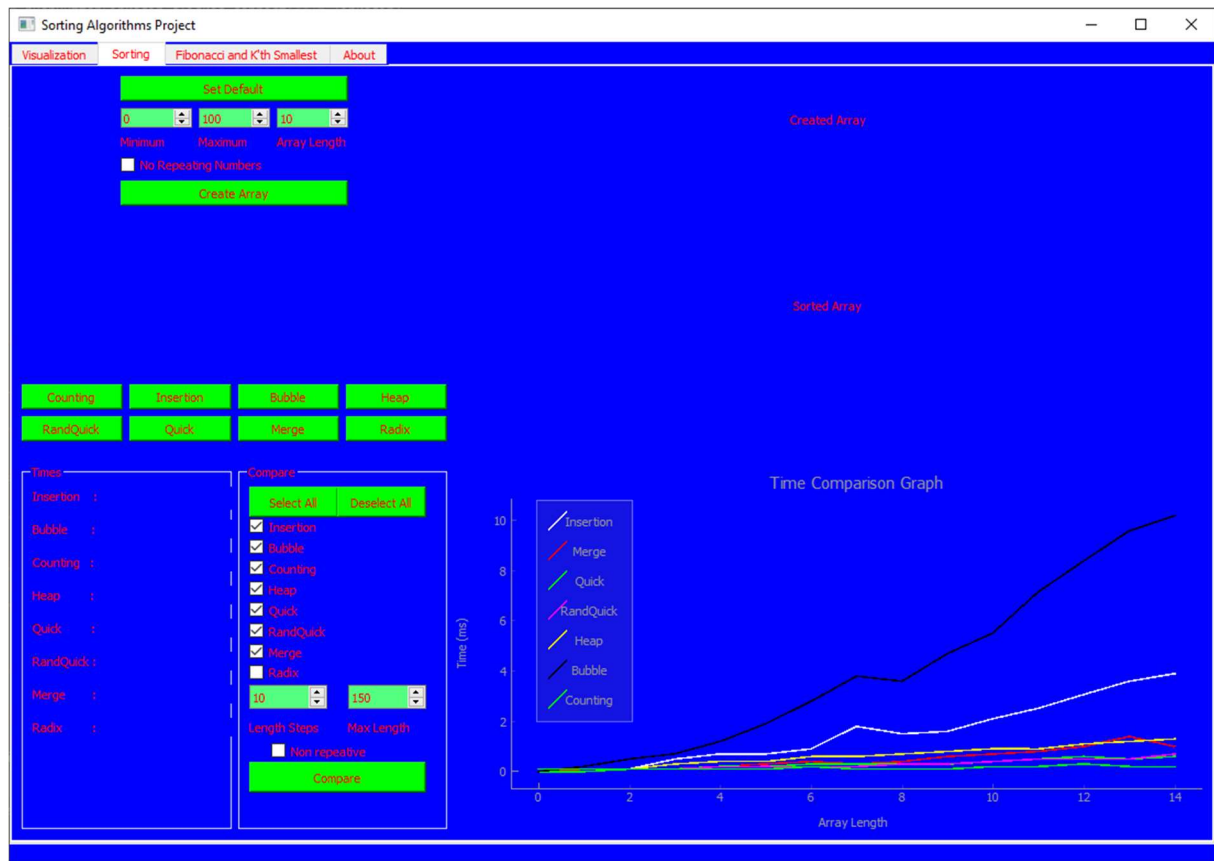 Sorting Algorithms Project
Visualization Sorting Fibonacci and K'th Smallest About
Set Default
0 100 10
Minimum Maximum Array Length
No Repeating Numbers
Create Array
Created Array
Sorted Array
Counting Insertion Bubble Heap
RandQuick Quick Merge Radix
Times
Insertion :
Bubble :
Counting :
Heap :
Quick :
RandQuick :
Merge :
Radix :
Compare
Select All Deselect All
Insertion
Bubble
Counting
Heap
Quick
RandQuick
Merge
Radix
10 150
Length Steps Max Length
Non repeative
Compare
Time Comparison Graph
Time (ms)
10
8
6
4
2
0
Insertion
Merge
Quick
RandQuick
Heap
Bubble
Counting
0 2 4 6 8 10 12 14
Array Length